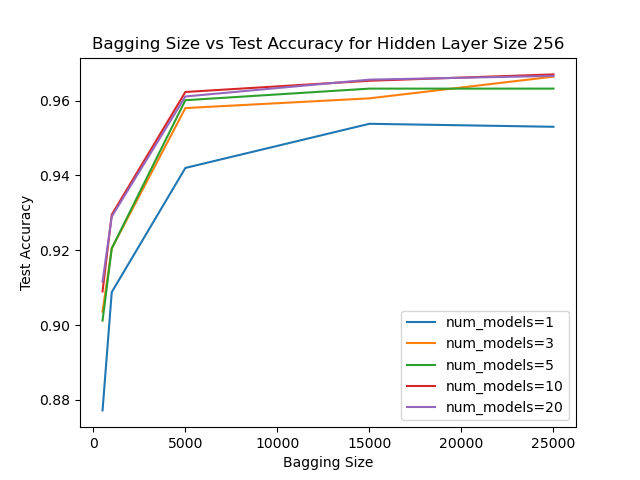 Bagging Size vs Test Accuracy for Hidden Layer Size 256
Test Accuracy
0.96
0.94
0.92
0.90
0.88
num_models=1
num_models=3
num_models=5
num_models=10
num_models=20
0 5000 10000 15000 20000 25000
Bagging Size